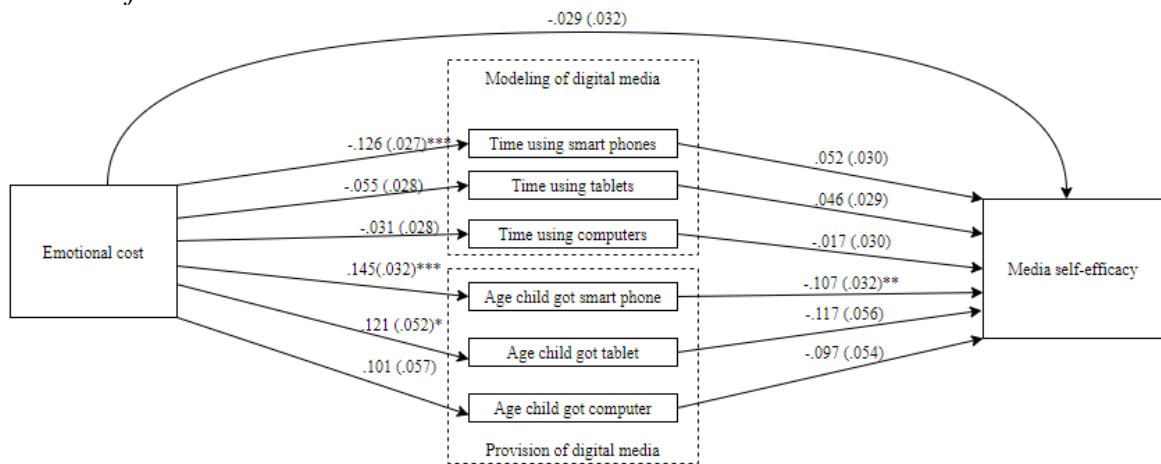 -.029 (.032)
Modeling of digital media
-.126 (.027)***
Time using smart phones
.052 (.030)
-.055 (.028)
Time using tablets
.046 (.029)
-.031 (.028)
Time using computers
-.017 (.030)
Emotional cost
Media self-efficacy
.145(.032)***
Age child got smart phone
-.107 (.032)**
.121 (.052)*
Age child got tablet
-.117 (.056)
.101 (.057)
Age child got computer
-.097 (.054)
Provision of digital media